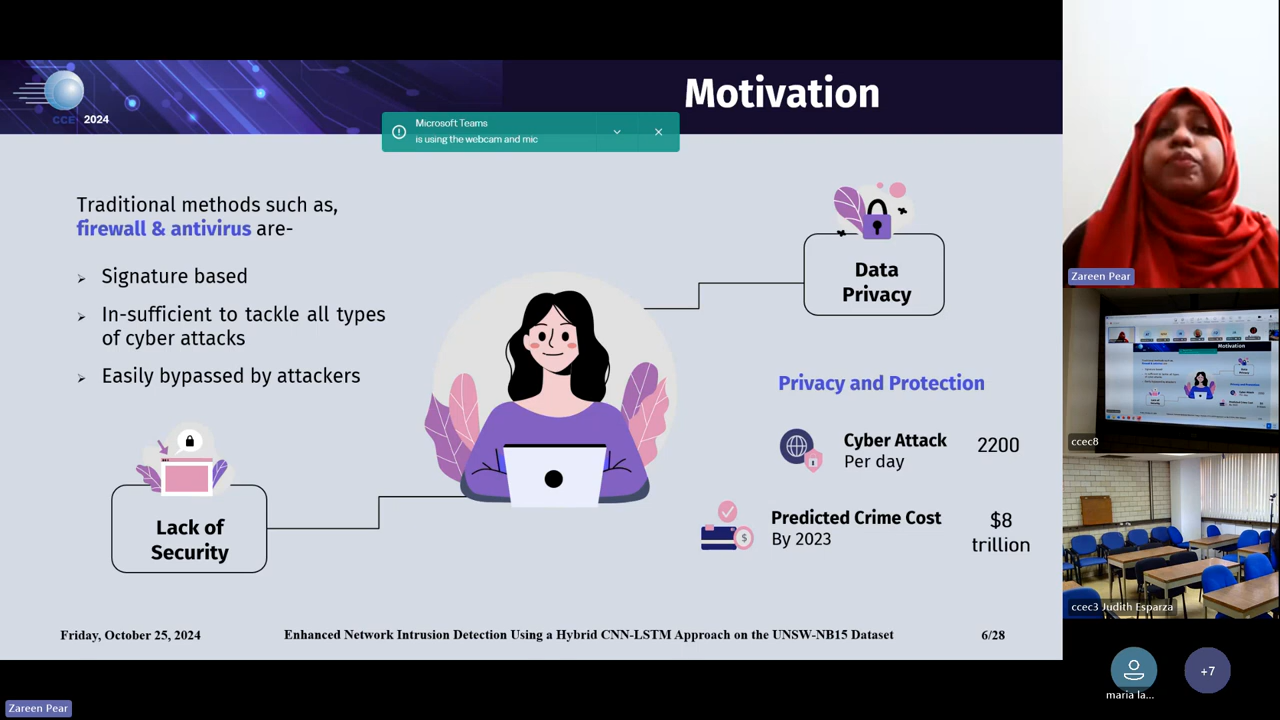 Motivation
CCE 2024
Microsoft Teams
is using the webcam and mic
Traditional methods such as,
firewall & antivirus are-
Signature based
In-sufficient to tackle all types
of cyber attacks
Easily bypassed by attackers
Lack of
Security
Data
Privacy
Privacy and Protection
Cyber Attack
Per day
2200
Predicted Crime Cost
By 2023
$8
trillion
Friday, October 25, 2024
Enhanced Network Intrusion Detection Using a Hybrid CNN-LSTM Approach on the UNSW-NB15 Dataset
6/28
Zareen Pear
Zareen Pear
Motivation
ccec8
ccec3 Judith Esparza
maria la...
+7